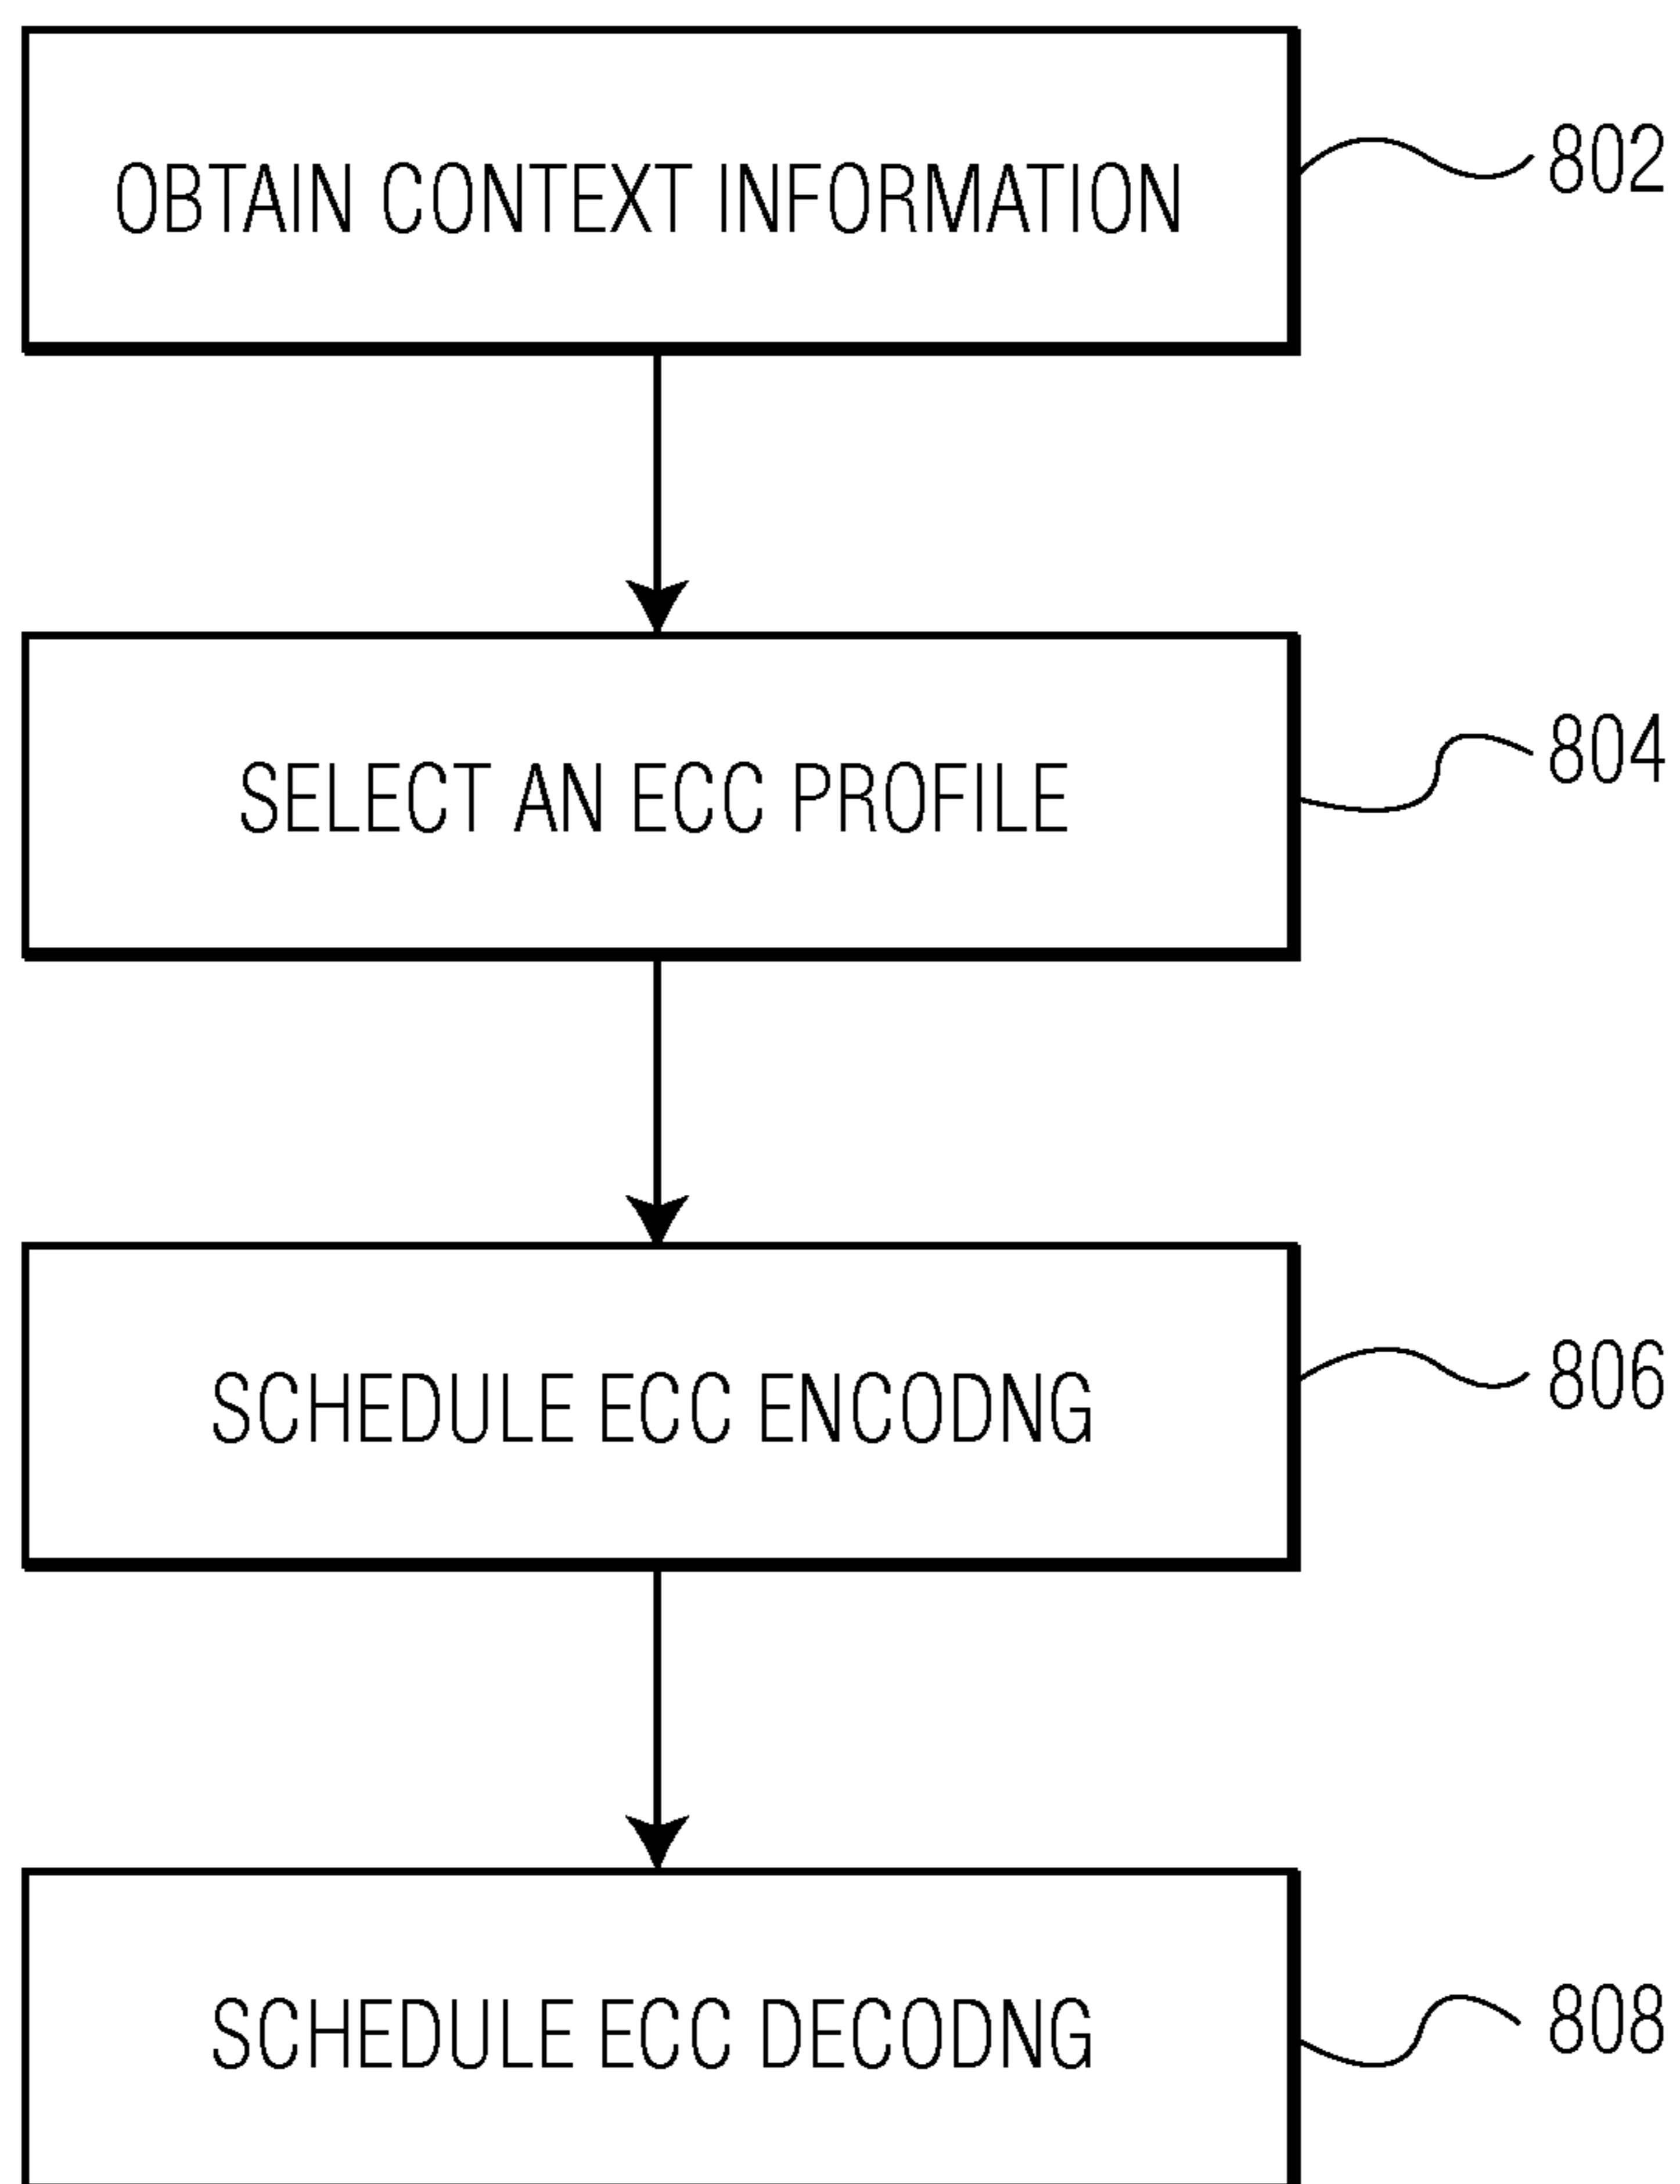 OBTAIN CONTEXT INFORMATION
802
SELECT AN ECC PROFILE
804
SCHEDULE ECC ENCODNG
806
SCHEDULE ECC DECODNG
808